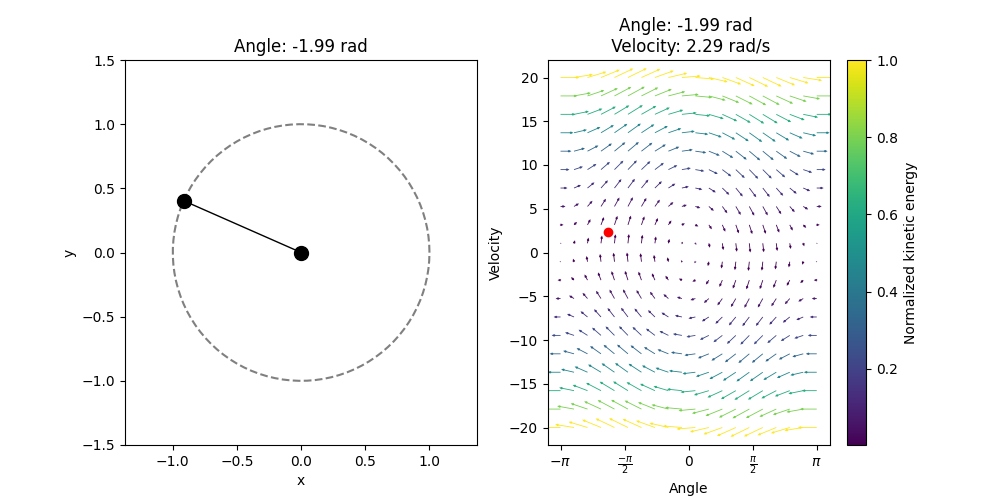 Angle: -1.99 rad
1.5
1.0
0.5
0.0
−0.5
−1.0
−1.5
−1.0 −0.5 0.0 0.5 1.0
x
y
Angle: -1.99 rad
Velocity: 2.29 rad/s
20
15
10
5
0
−5
−10
−15
−20
−π −π/2 0 π/2 π
Angle
Velocity
1.0
0.8
0.6
0.4
0.2
Normalized kinetic energy